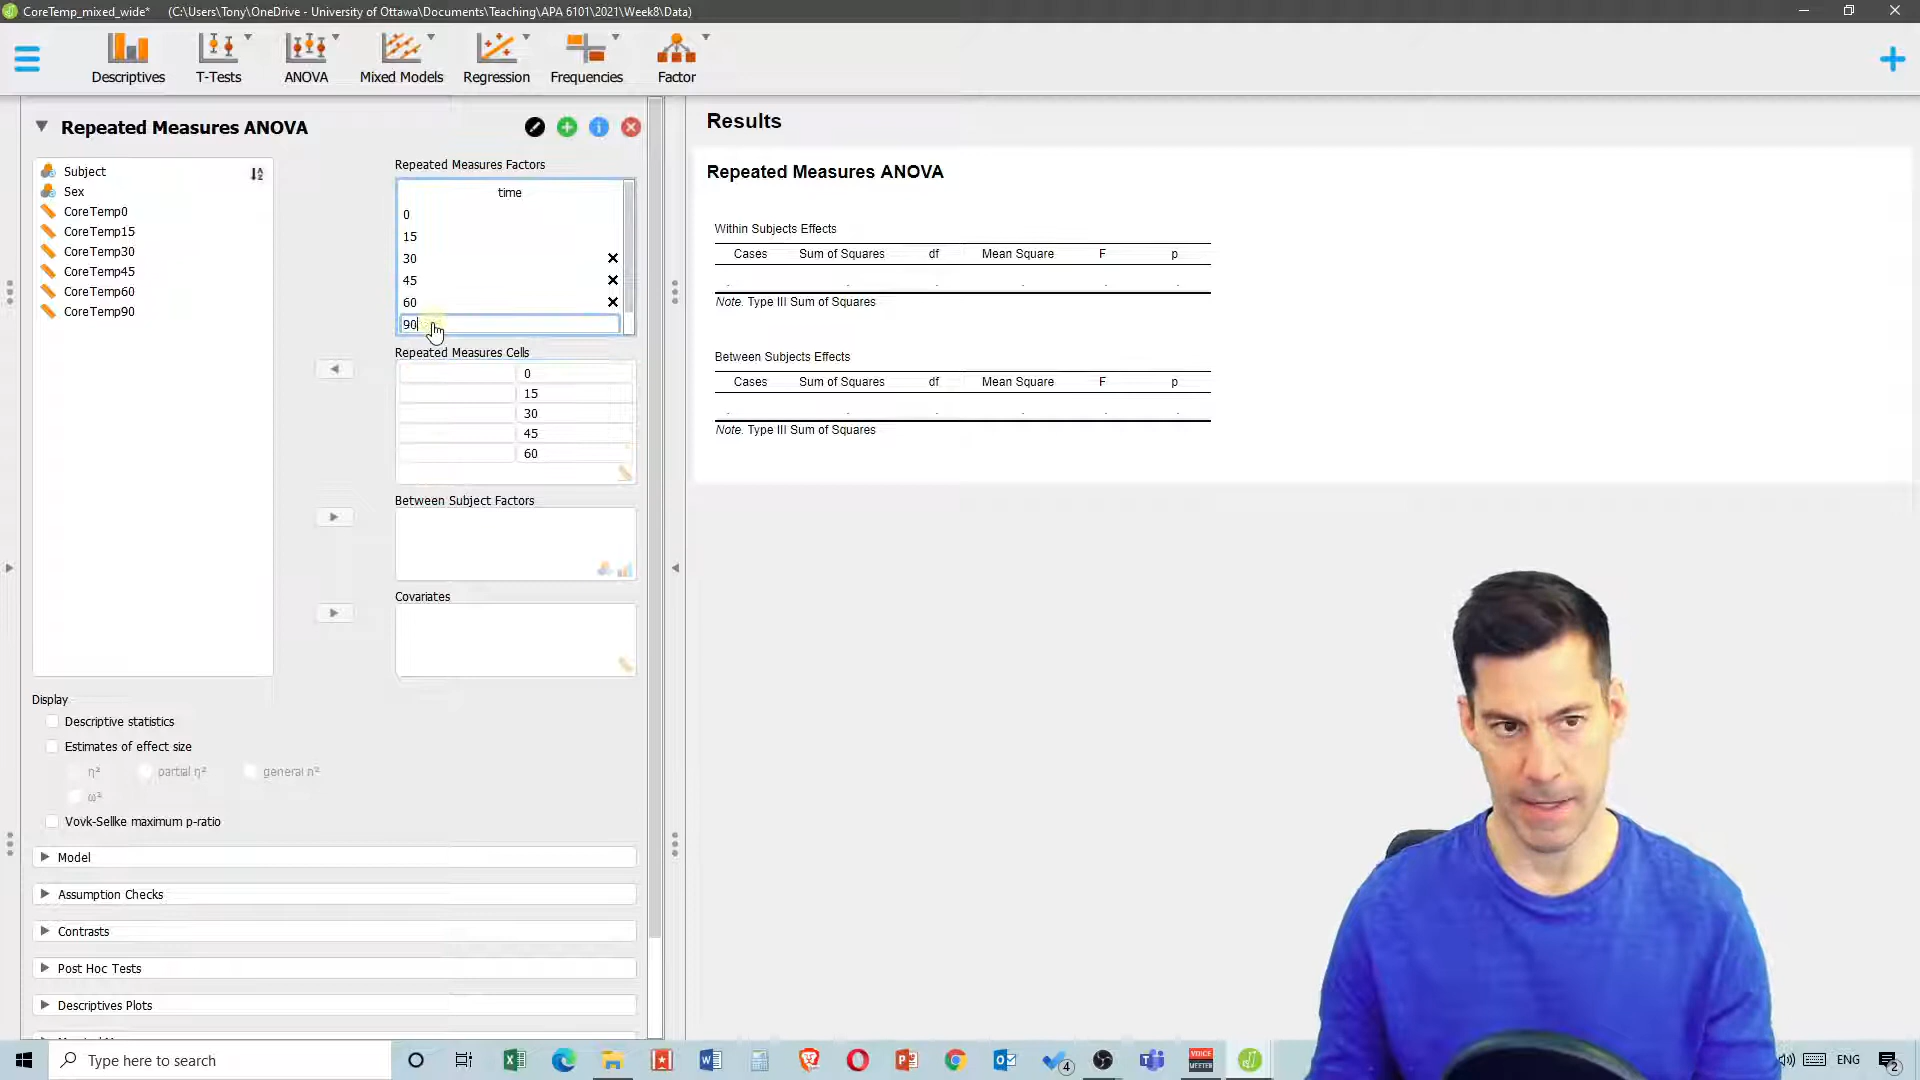 CoreTemp_mixed_wide* (C:\Users\Tony\OneDrive - University of Ottawa\Documents\Teaching\APA 6101\2021\Week8\Data)
Descriptives
T-Tests
ANOVA
Mixed Models
Regression
Frequencies
Factor
Repeated Measures ANOVA
Subject
Sex
CoreTemp0
CoreTemp15
CoreTemp30
CoreTemp45
CoreTemp60
CoreTemp90
Repeated Measures Factors
time
0
15
30
45
60
90
Repeated Measures Cells
0
15
30
45
60
Between Subject Factors
Covariates
Display
Descriptive statistics
Estimates of effect size
η² partial η² general η²
ω²
Vovk-Sellke maximum p-ratio
Model
Assumption Checks
Contrasts
Post Hoc Tests
Descriptives Plots
Results
Repeated Measures ANOVA
Within Subjects Effects
Cases Sum of Squares df Mean Square F p
. . . . . .
Note. Type III Sum of Squares
Between Subjects Effects
Cases Sum of Squares df Mean Square F p
. . . . . .
Note. Type III Sum of Squares
Type here to search
4
VOICE MEETER
ENG
2